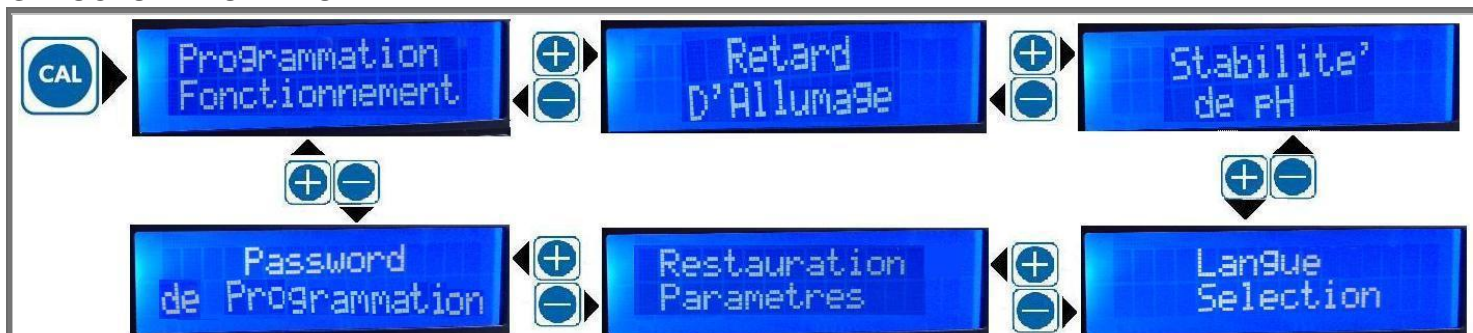 CAL
Programmation
Fonctionnement
Retard
D'Allumage
Stabilite'
de pH
Password
de Programmation
Restauration
Parametres
Langue
Selection